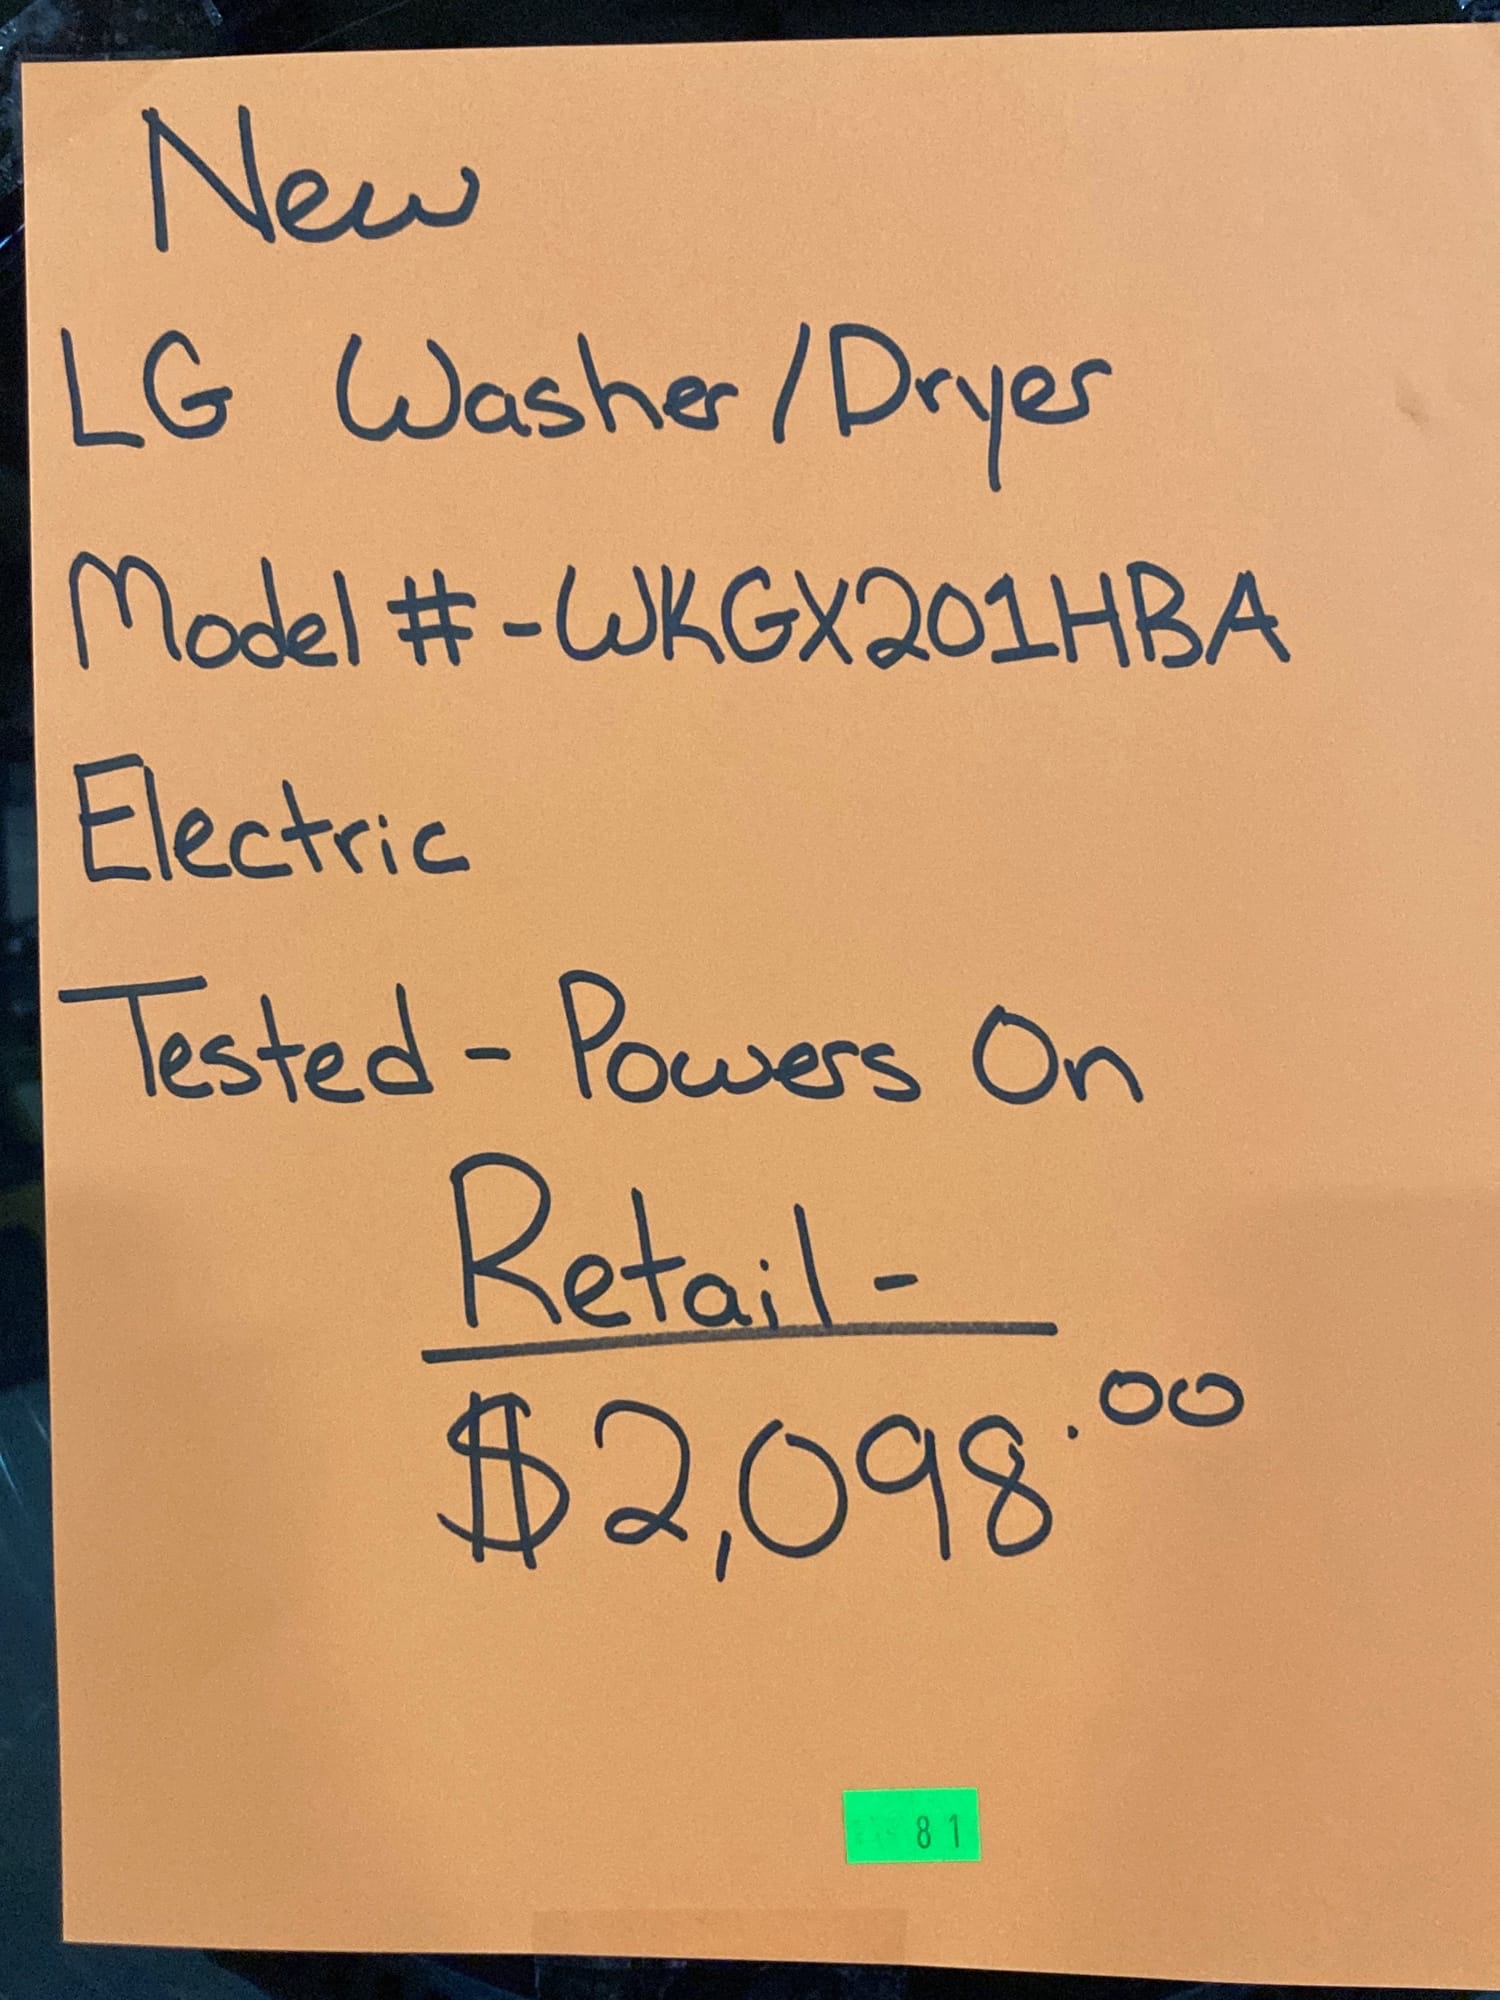 New
LG Washer/Dryer
Model # - WKGX201HBA
Electric
Tested - Powers On
Retail -
$2,098.00
81